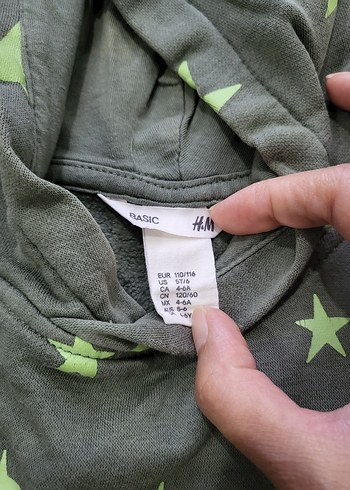 BASIC H&M
EUR 110/116
US 5T/6
CA 4-6A
CN 120/60
MX 4-6A